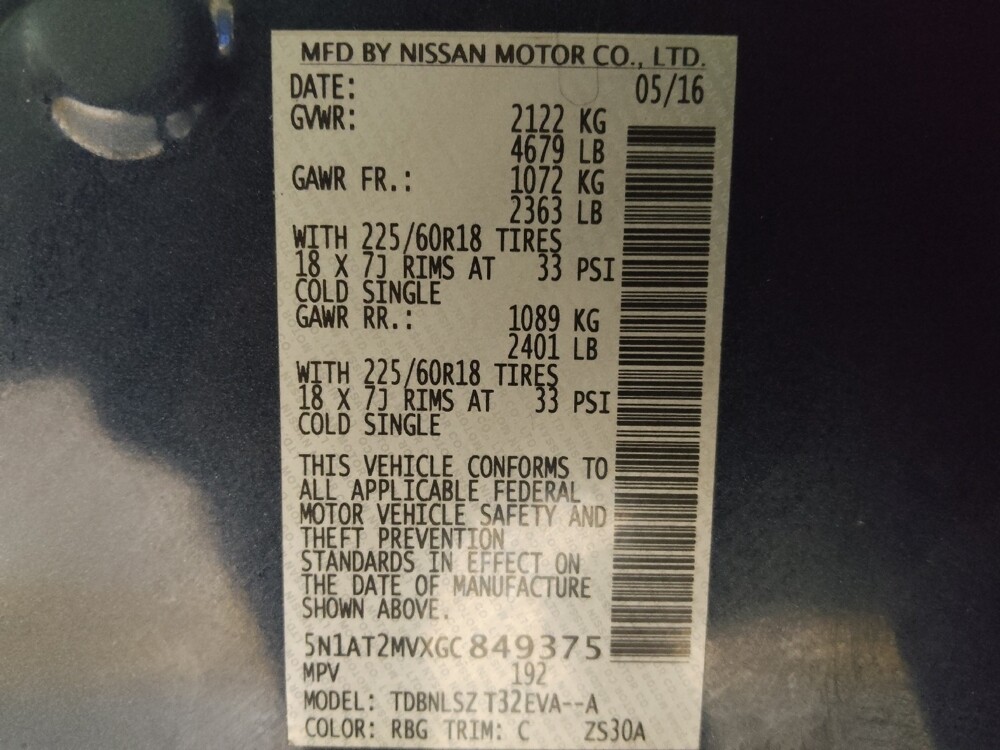 MFD BY NISSAN MOTOR CO., LTD.
DATE: 05/16
GVWR: 2122 KG
4679 LB
GAWR FR.: 1072 KG
2363 LB
WITH 225/60R18 TIRES
18 X 7J RIMS AT 33 PSI
COLD SINGLE
GAWR RR.: 1089 KG
2401 LB
WITH 225/60R18 TIRES
18 X 7J RIMS AT 33 PSI
COLD SINGLE
THIS VEHICLE CONFORMS TO
ALL APPLICABLE FEDERAL
MOTOR VEHICLE SAFETY AND
THEFT PREVENTION
STANDARDS IN EFFECT ON
THE DATE OF MANUFACTURE
SHOWN ABOVE.
5N1AT2MVXGC849375
MPV 192
MODEL: TDBNLSZ T32EVA--A
COLOR: RBG TRIM: C ZS30A